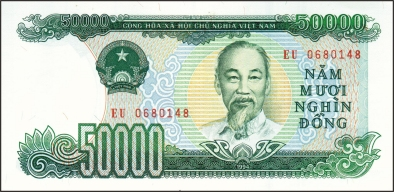 50000
CỘNG HÒA XÃ HỘI CHỦ NGHĨA VIỆT NAM
50000
EU 0680148
EU 0680148
NĂM
MƯƠI
NGHÌN
ĐỒNG
50000